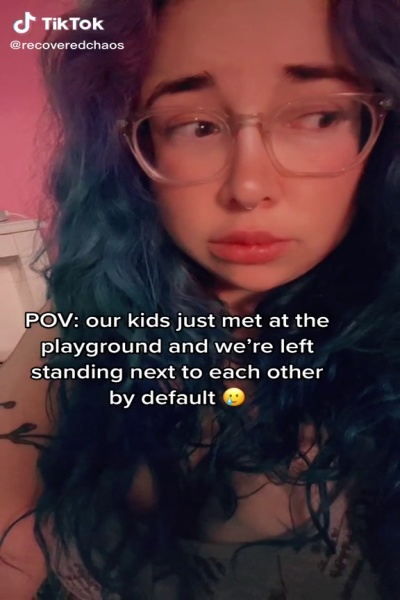 TikTok
@recoveredchaos
POV: our kids just met at the
playground and we’re left
standing next to each other
by default 🥲